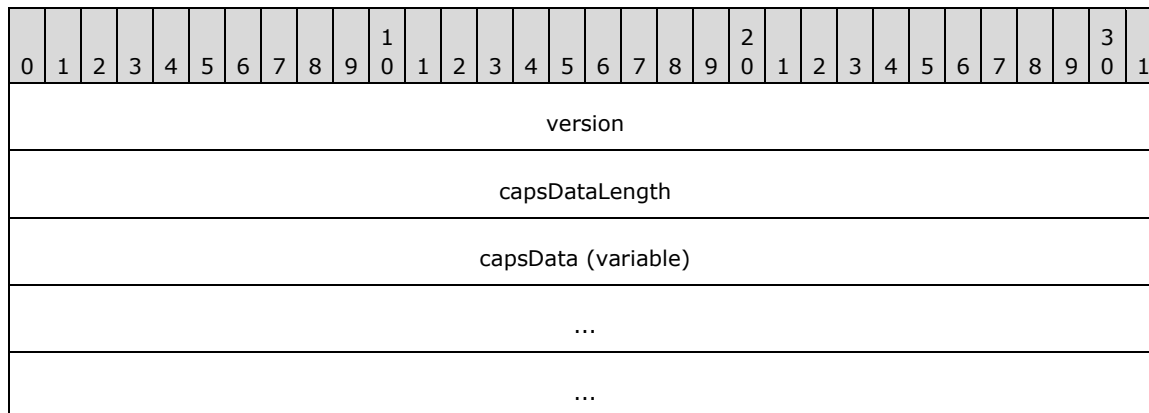 1 2 3
0 1 2 3 4 5 6 7 8 9 0 1 2 3 4 5 6 7 8 9 0 1 2 3 4 5 6 7 8 9 0 1
version
capsDataLength
capsData (variable)
...
...